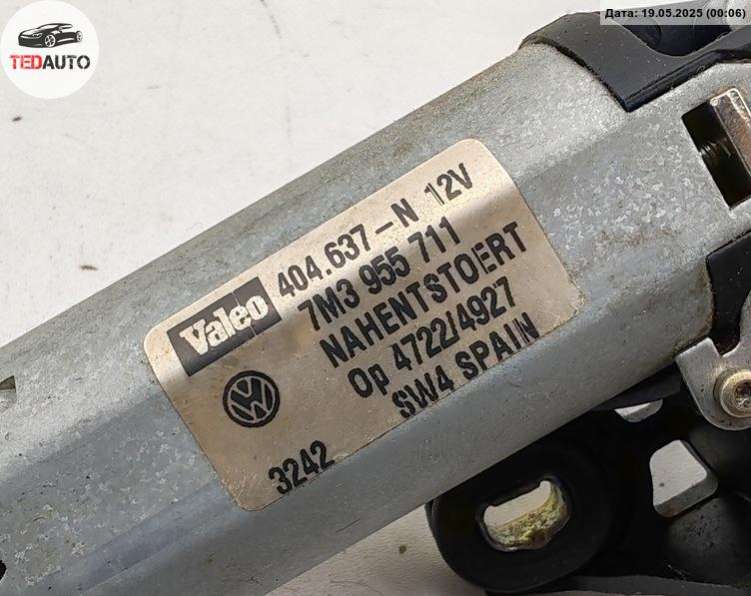 Дата: 19.05.2025 (00:06)
TEDAUTO
Valeo 404.637-N 12V
7M3 955 711
NAHENTSTOERT
Op 4722/4927
SW4 SPAIN
3242